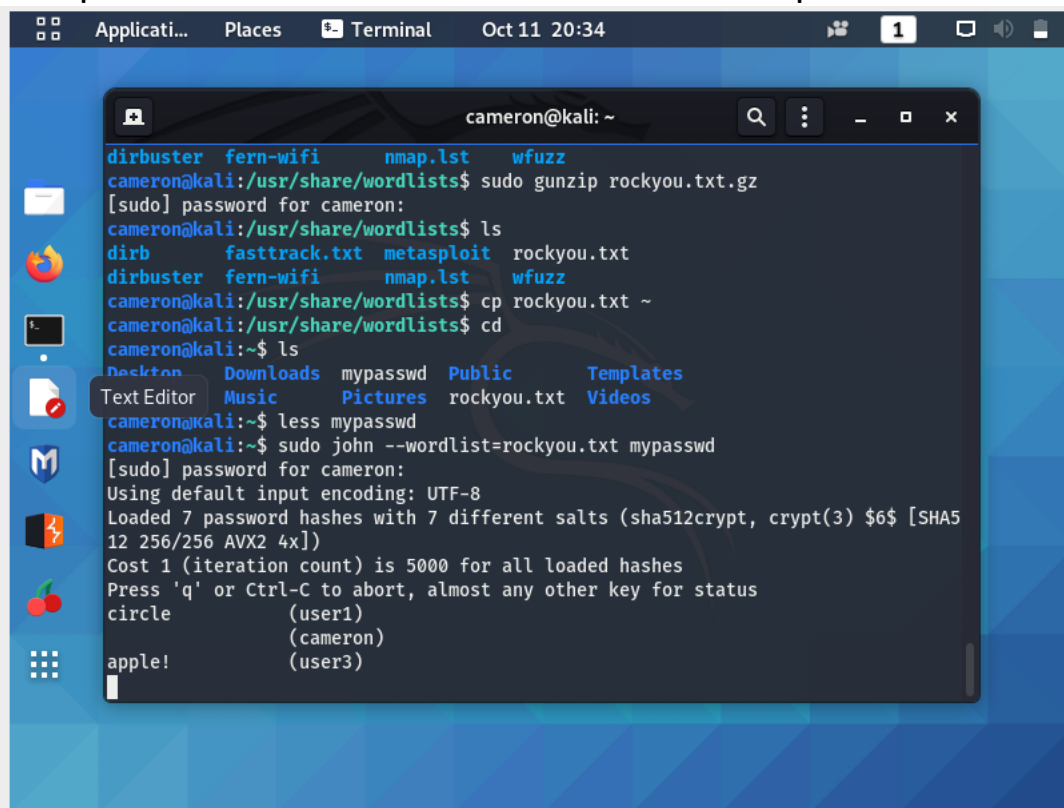 Applicati... Places Terminal Oct 11 20:34 1
cameron@kali: ~
dirbuster fern-wifi nmap.lst wfuzz
cameron@kali:/usr/share/wordlists$ sudo gunzip rockyou.txt.gz
[sudo] password for cameron:
cameron@kali:/usr/share/wordlists$ ls
dirb fasttrack.txt metasploit rockyou.txt
dirbuster fern-wifi nmap.lst wfuzz
cameron@kali:/usr/share/wordlists$ cp rockyou.txt ~
cameron@kali:/usr/share/wordlists$ cd
cameron@kali:~$ ls
Desktop Downloads mypasswd Public Templates
Text Editor Music Pictures rockyou.txt Videos
cameron@kali:~$ less mypasswd
cameron@kali:~$ sudo john --wordlist=rockyou.txt mypasswd
[sudo] password for cameron:
Using default input encoding: UTF-8
Loaded 7 password hashes with 7 different salts (sha512crypt, crypt(3) $6$ [SHA5
12 256/256 AVX2 4x])
Cost 1 (iteration count) is 5000 for all loaded hashes
Press 'q' or Ctrl-C to abort, almost any other key for status
circle (user1)
(cameron)
apple! (user3)